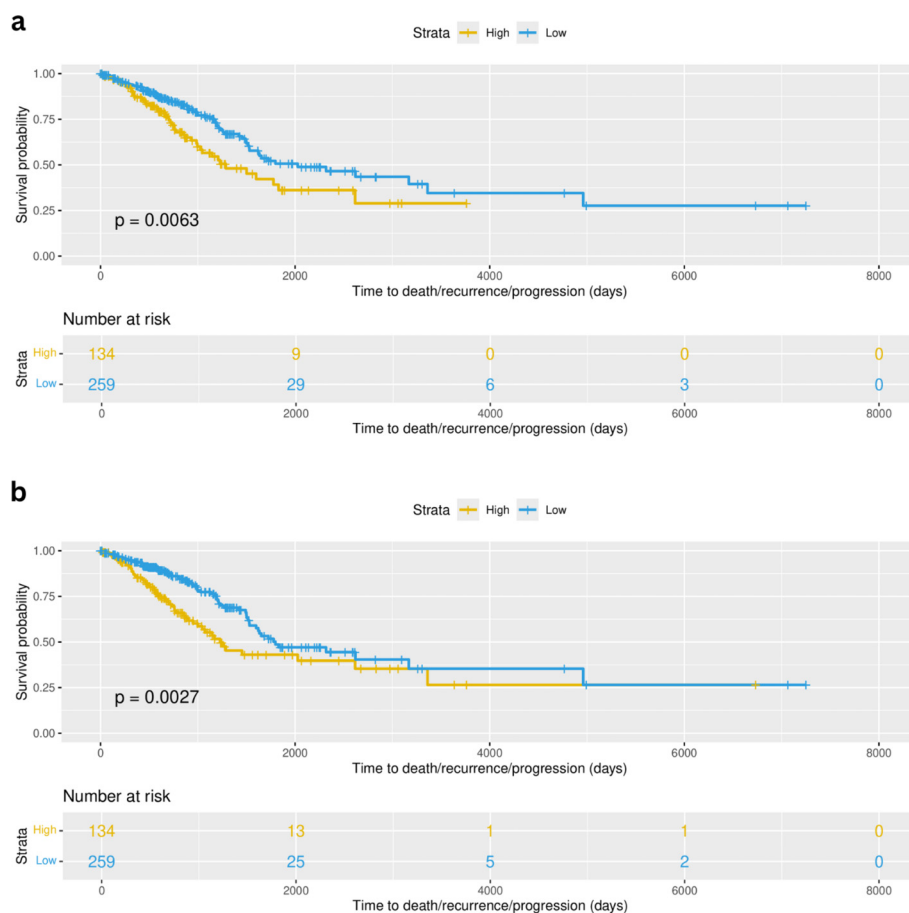 a
Strata High Low
1.00
0.75
0.50
0.25
0.00
Survival probability
p = 0.0063
0 2000 4000 6000 8000
Time to death/recurrence/progression (days)
Number at risk
Strata
High 134 9 0 0 0
Low 259 29 6 3 0
0 2000 4000 6000 8000
Time to death/recurrence/progression (days)
b
Strata High Low
1.00
0.75
0.50
0.25
0.00
Survival probability
p = 0.0027
0 2000 4000 6000 8000
Time to death/recurrence/progression (days)
Number at risk
Strata
High 134 13 1 1 0
Low 259 25 5 2 0
0 2000 4000 6000 8000
Time to death/recurrence/progression (days)